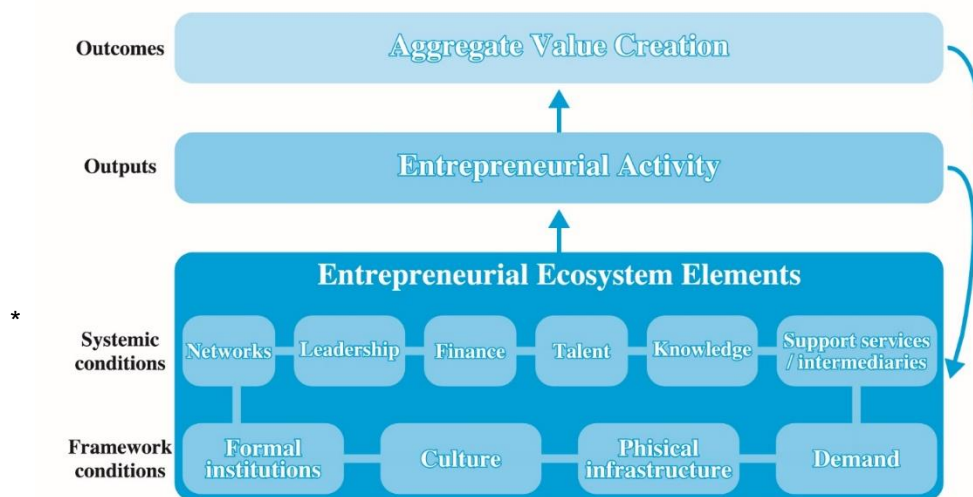 Outcomes
Aggregate Value Creation
Outputs
Entrepreneurial Activity
Entrepreneurial Ecosystem Elements
*
Systemic
conditions
Networks
Leadership
Finance
Talent
Knowledge
Support services
/ intermediaries
Framework
conditions
Formal
institutions
Culture
Phisical
infrastructure
Demand